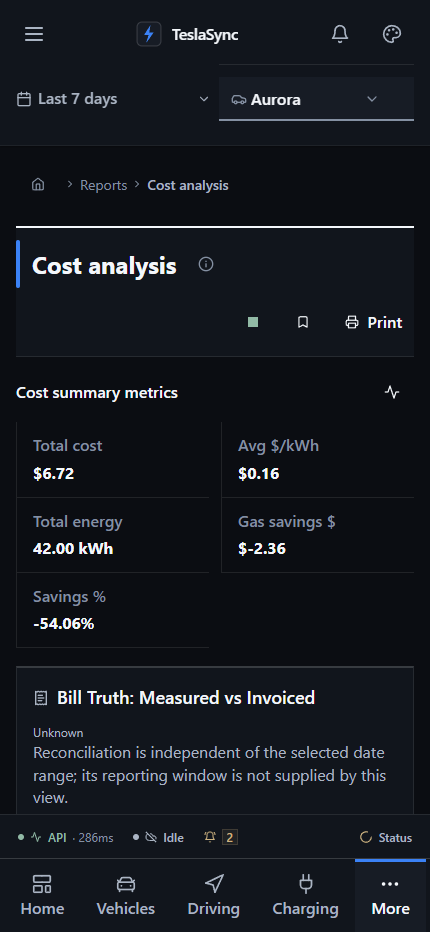 TeslaSync
Last 7 days
Aurora
Reports
Cost analysis
Cost analysis
Print
Cost summary metrics
Total cost
$6.72
Avg $/kWh
$0.16
Total energy
42.00 kWh
Gas savings $
$-2.36
Savings %
-54.06%
Bill Truth: Measured vs Invoiced
Unknown
Reconciliation is independent of the selected date
range; its reporting window is not supplied by this
view.
API · 286ms
Idle
2
Status
Home
Vehicles
Driving
Charging
More